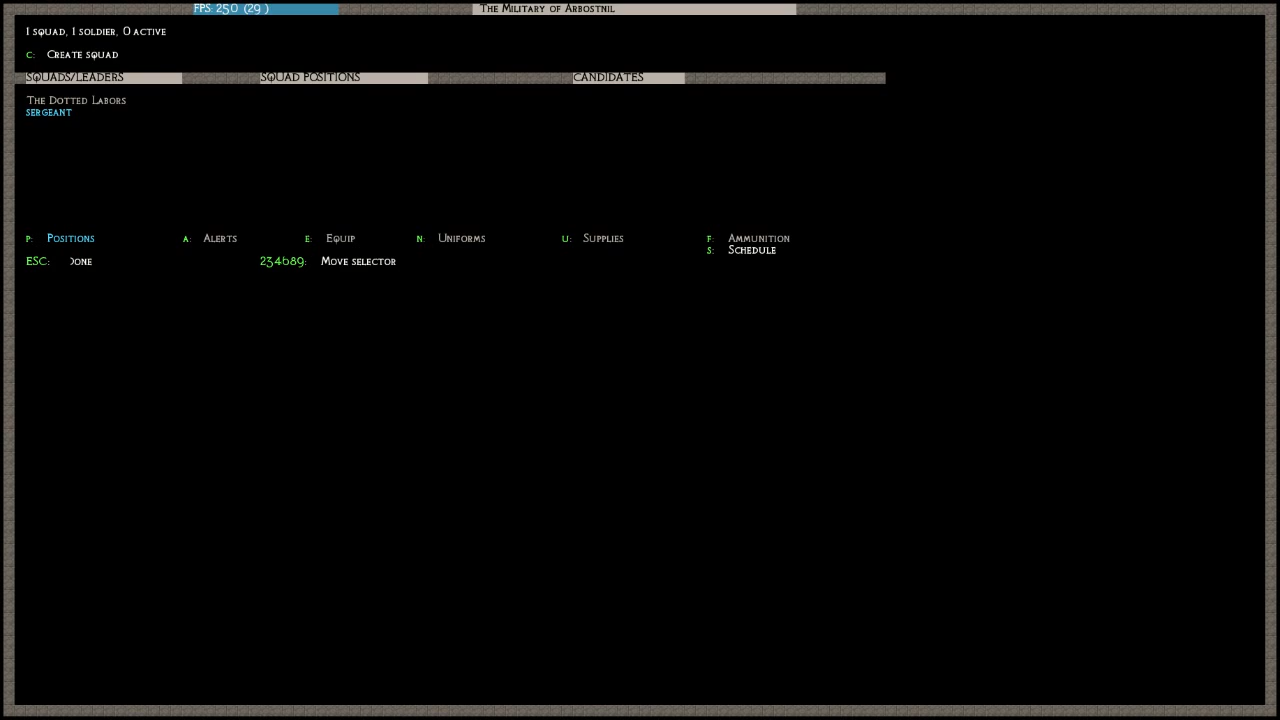 FPS: 250 (29 ) The Military of Arbostnil
1 squad, 1 soldier, 0 active
c: Create squad
SQUADS/LEADERS SQUAD POSITIONS CANDIDATES
The Dotted Labors
sergeant
p: Positions a: Alerts e: Equip n: Uniforms u: Supplies f: Ammunition
s: Schedule
ESC: Done 234689: Move selector